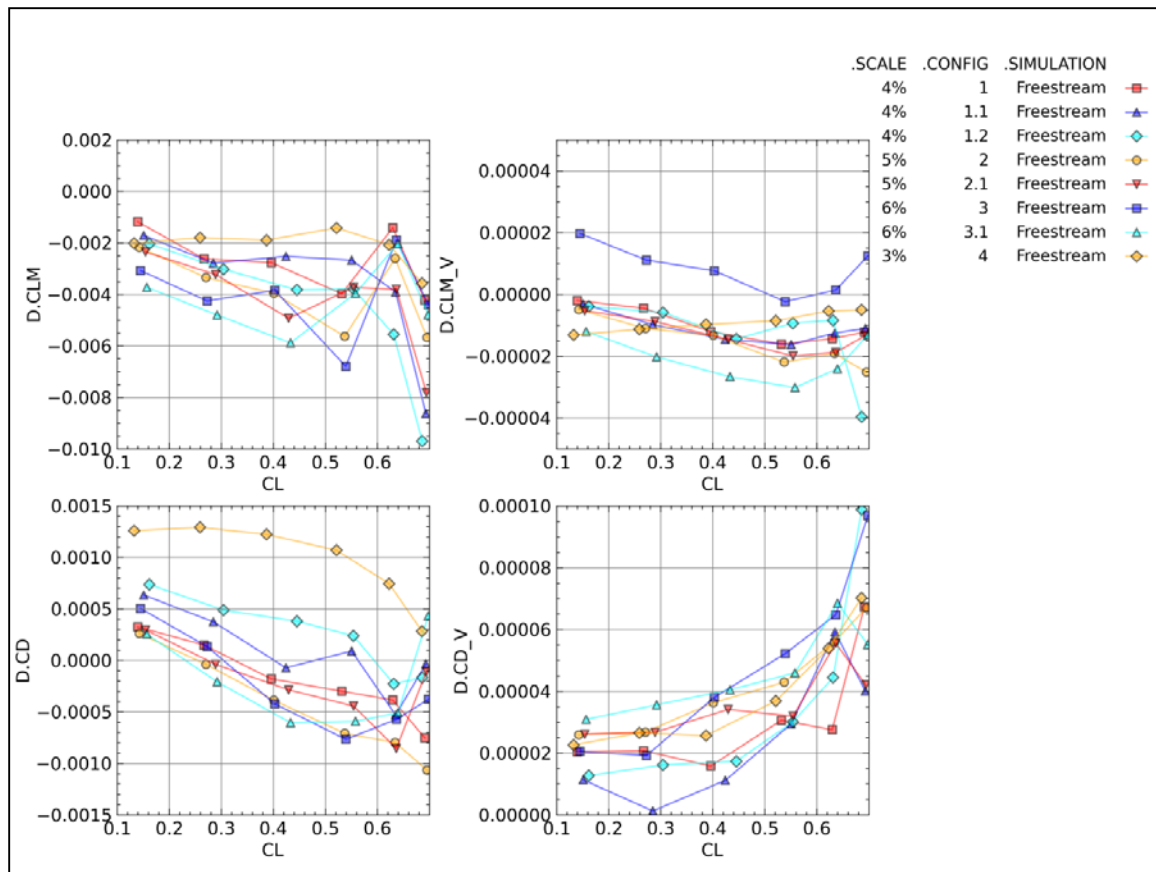 .SCALE .CONFIG .SIMULATION
4% 1 Freestream
4% 1.1 Freestream
4% 1.2 Freestream
5% 2 Freestream
5% 2.1 Freestream
6% 3 Freestream
6% 3.1 Freestream
3% 4 Freestream
D.CLM
0.002
0.000
−0.002
−0.004
−0.006
−0.008
−0.010
0.1 0.2 0.3 0.4 0.5 0.6
CL
D.CLM_V
0.00004
0.00002
0.00000
−0.00002
−0.00004
0.1 0.2 0.3 0.4 0.5 0.6
CL
D.CD
0.0015
0.0010
0.0005
0.0000
−0.0005
−0.0010
−0.0015
0.1 0.2 0.3 0.4 0.5 0.6
CL
D.CD_V
0.00010
0.00008
0.00006
0.00004
0.00002
0.00000
0.1 0.2 0.3 0.4 0.5 0.6
CL